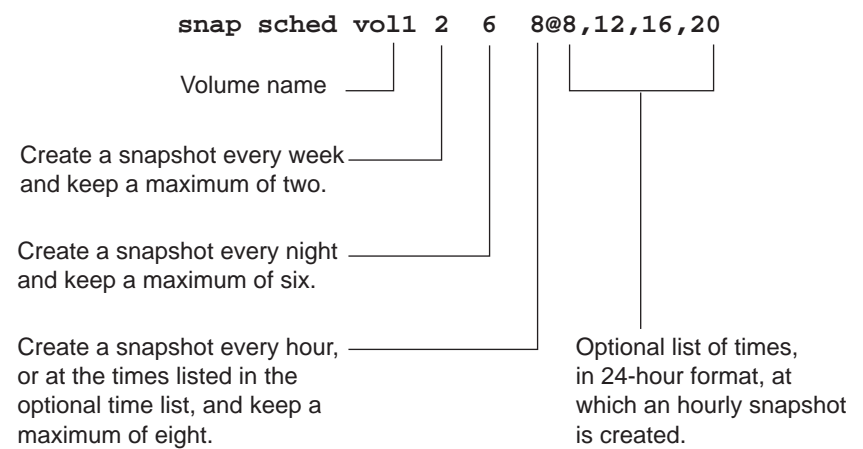 snap sched vol1 2 6 8@8,12,16,20
Volume name
Create a snapshot every week
and keep a maximum of two.
Create a snapshot every night
and keep a maximum of six.
Create a snapshot every hour,
or at the times listed in the
optional time list, and keep a
maximum of eight.
Optional list of times,
in 24-hour format, at
which an hourly snapshot
is created.